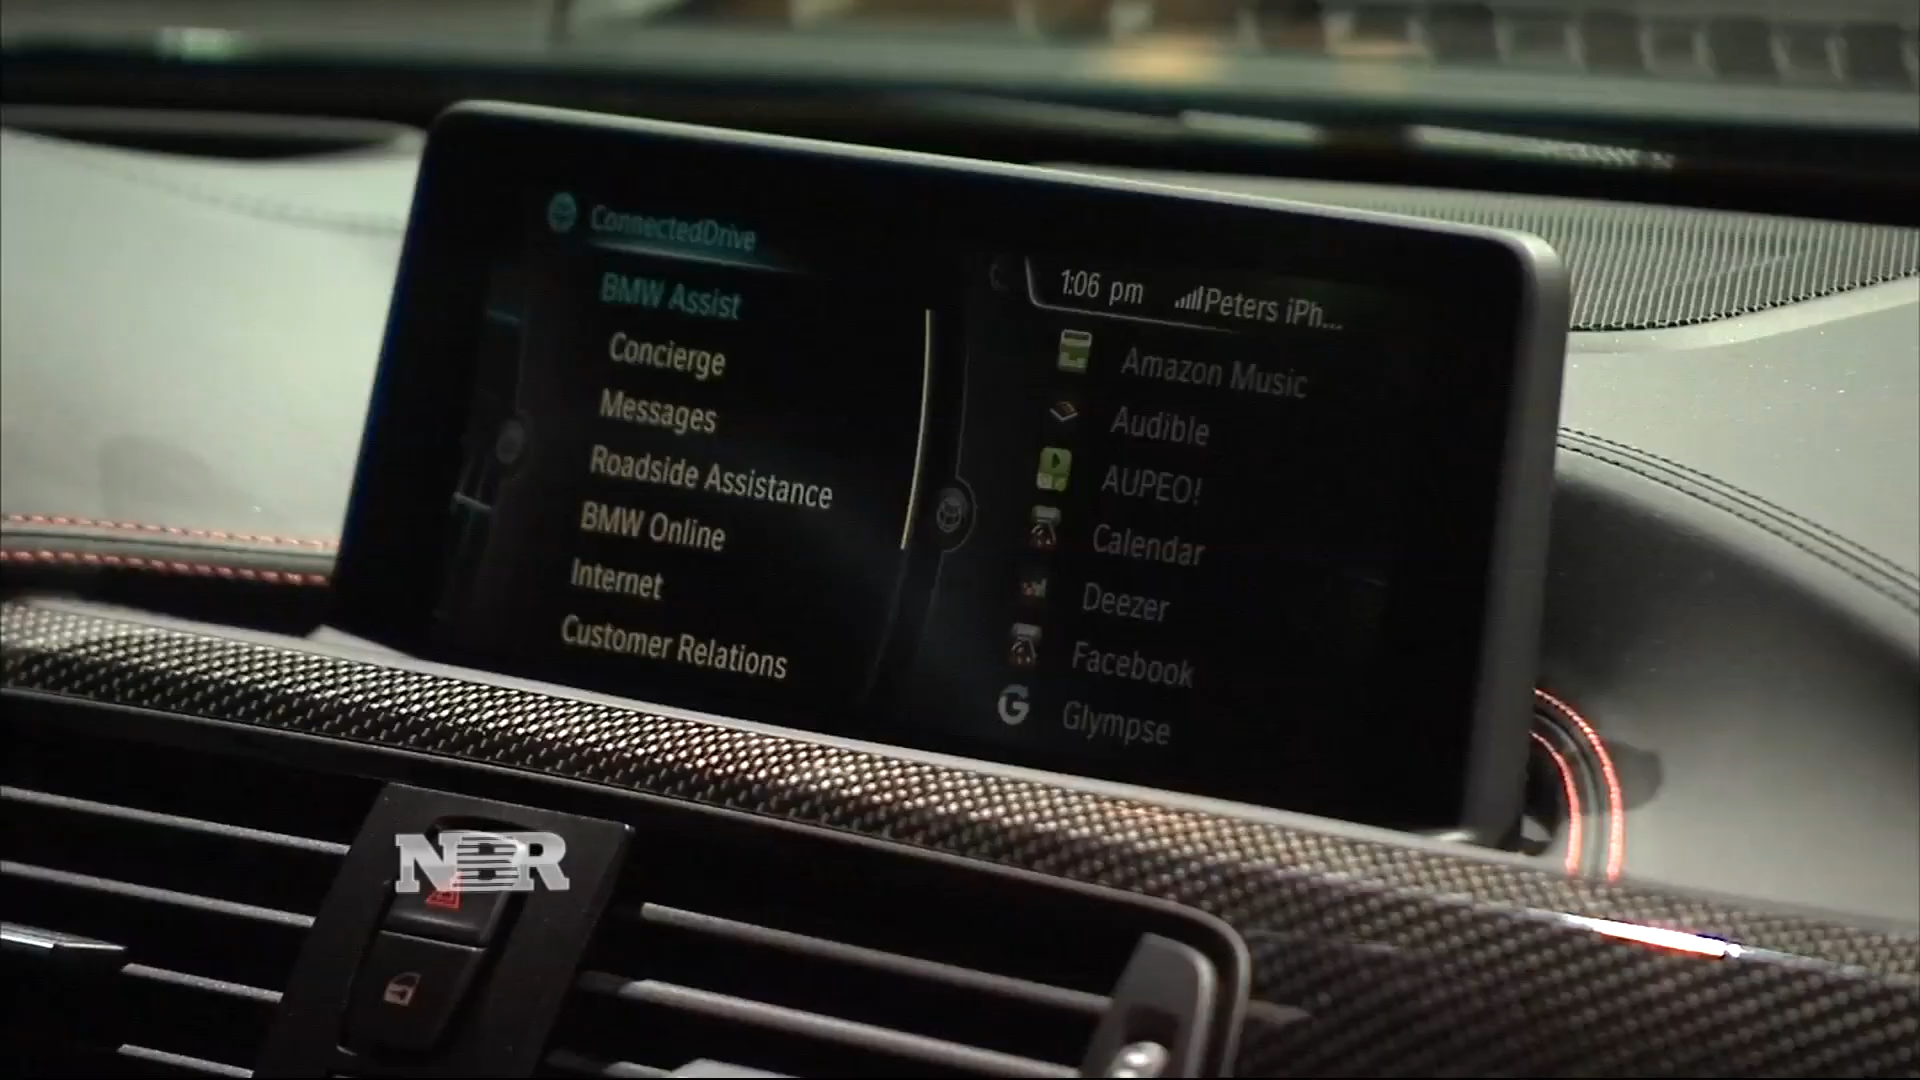 ConnectedDrive
BMW Assist
Concierge
Messages
Roadside Assistance
BMW Online
Internet
Customer Relations
1:06 pm
Peters iPh...
Amazon Music
Audible
AUPEO!
Calendar
Deezer
Facebook
Glympse
NBR